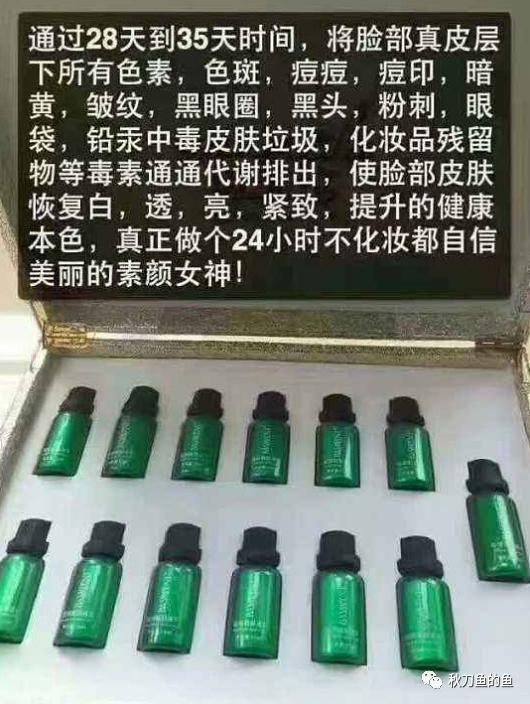 通过28天到35天时间，将脸部真皮层
下所有色素，色斑，痘痘，痘印，暗
黄，皱纹，黑眼圈，黑头，粉刺，眼
袋，铅汞中毒皮肤垃圾，化妆品残留
物等毒素通通代谢排出，使脸部皮肤
恢复白，透，亮，紧致，提升的健康
本色，真正做个24小时不化妆都自信
美丽的素颜女神！
秋刀鱼的鱼